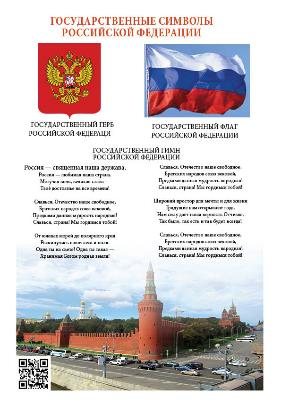 ГОСУДАРСТВЕННЫЕ СИМВОЛЫ
РОССИЙСКОЙ ФЕДЕРАЦИИ
ГОСУДАРСТВЕННЫЙ ГЕРБ
РОССИЙСКОЙ ФЕДЕРАЦИ
ГОСУДАРСТВЕННЫЙ ФЛАГ
РОССИЙСКОЙ ФЕДЕРАЦИИ
ГОСУДАРСТВЕННЫЙ ГИМН
РОССИЙСКОЙ ФЕДЕРАЦИИ
Россия — священная наша держава,
Россия — любимая наша страна.
Могучая воля, великая слава —
Твоё достоянье на все времена!
Славься, Отечество наше свободное,
Братских народов союз вековой,
Предками данная мудрость народная!
Славься, страна! Мы гордимся тобой!
От южных морей до полярного края
Раскинулись наши леса и поля.
Одна ты на свете! Одна ты такая —
Хранимая Богом родная земля!
Славься, Отечество наше свободное,
Братских народов союз вековой,
Предками данная мудрость народная!
Славься, страна! Мы гордимся тобой!
Широкий простор для мечты и для жизни
Грядущие нам открывают года.
Нам силу даёт наша верность Отчизне.
Так было, так есть и так будет всегда!
Славься, Отечество наше свободное,
Братских народов союз вековой,
Предками данная мудрость народная!
Славься, страна! Мы гордимся тобой!